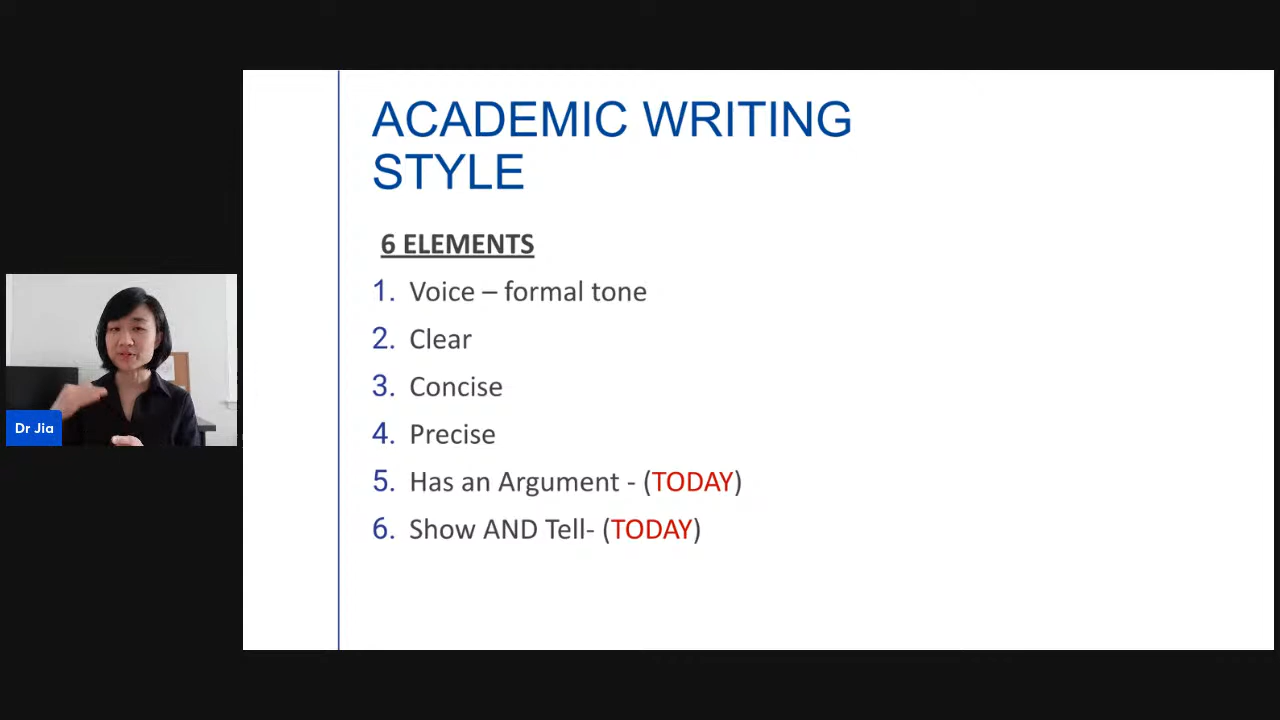 ACADEMIC WRITING
STYLE
6 ELEMENTS
1. Voice – formal tone
2. Clear
3. Concise
4. Precise
5. Has an Argument - (TODAY)
6. Show AND Tell- (TODAY)
Dr Jia